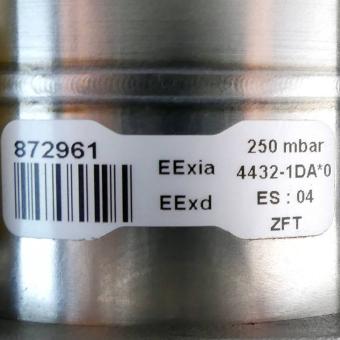 872961
EExia
EExd
250 mbar
4432-1DA*0
ES : 04
ZFT